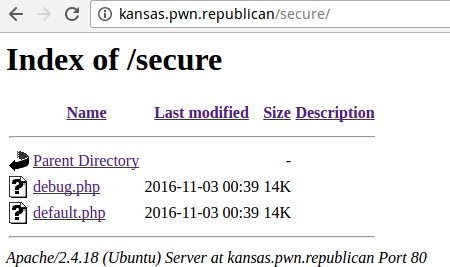 kansas.pwn.republican/secure/
Index of /secure
Name Last modified Size Description
Parent Directory -
debug.php 2016-11-03 00:39 14K
default.php 2016-11-03 00:39 14K
Apache/2.4.18 (Ubuntu) Server at kansas.pwn.republican Port 80